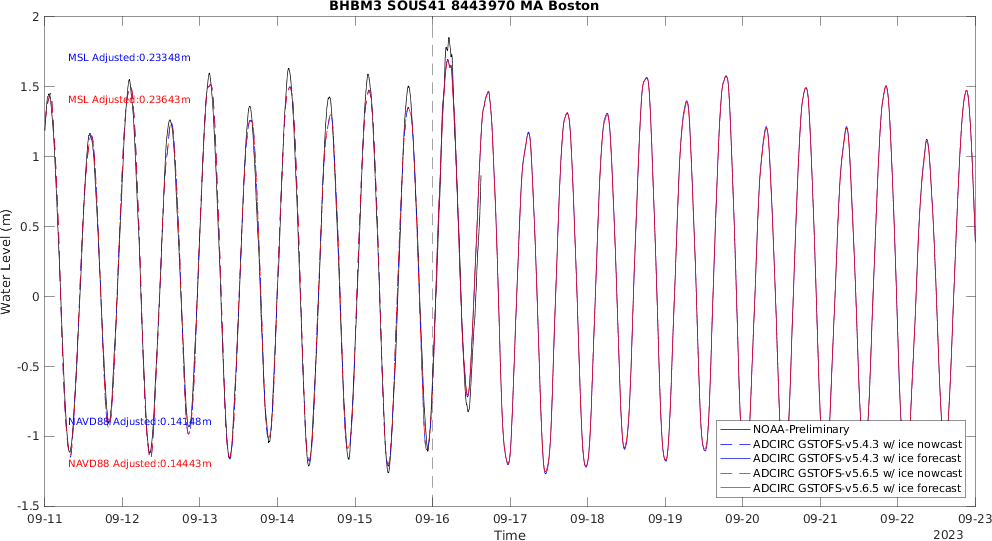 BHBM3 SOUS41 8443970 MA Boston
2
1.5
1
0.5
0
-0.5
-1
-1.5
Water Level (m)
MSL Adjusted:0.23348m
MSL Adjusted:0.23643m
NAVD88 Adjusted:0.14148m
NAVD88 Adjusted:0.14443m
NOAA-Preliminary
ADCIRC GSTOFS-v5.4.3 w/ ice nowcast
ADCIRC GSTOFS-v5.4.3 w/ ice forecast
ADCIRC GSTOFS-v5.6.5 w/ ice nowcast
ADCIRC GSTOFS-v5.6.5 w/ ice forecast
09-11 09-12 09-13 09-14 09-15 09-16 09-17 09-18 09-19 09-20 09-21 09-22 09-23
Time
2023